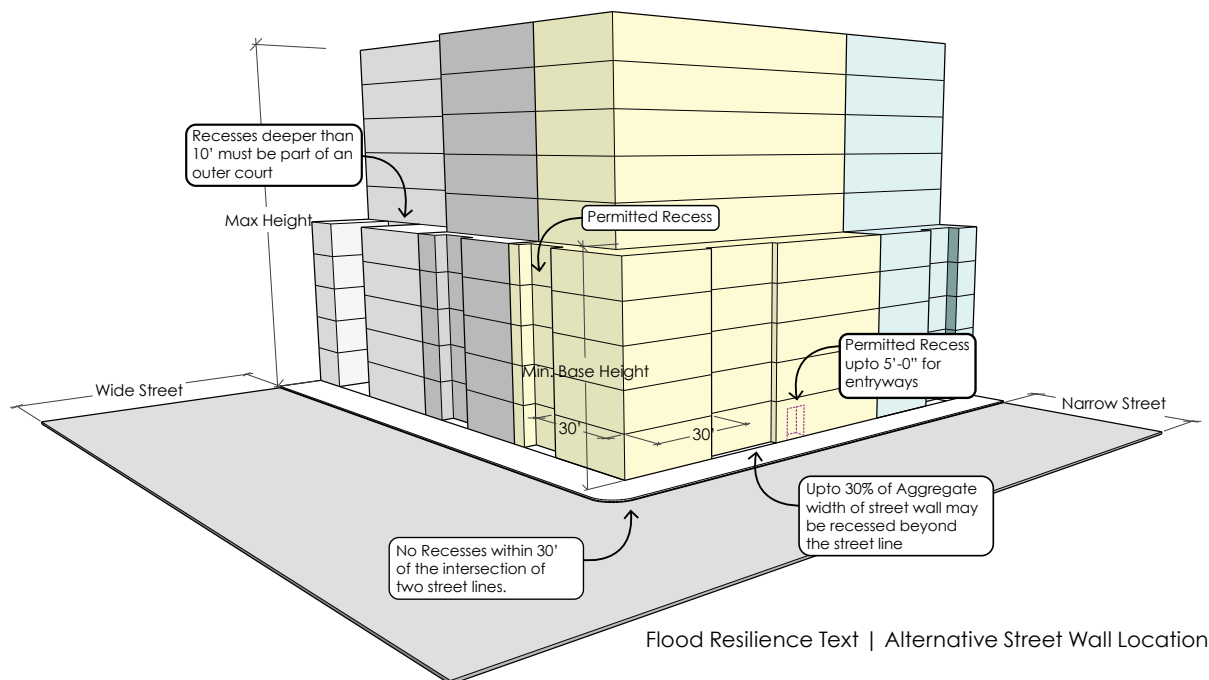 Recesses deeper than
10’ must be part of an
outer court
Max Height
Permitted Recess
Min. Base Height
Permitted Recess
upto 5’-0” for
entryways
Wide Street
Narrow Street
30’
30’
Upto 30% of Aggregate
width of street wall may
be recessed beyond
the street line
No Recesses within 30’
of the intersection of
two street lines.
Flood Resilience Text | Alternative Street Wall Location